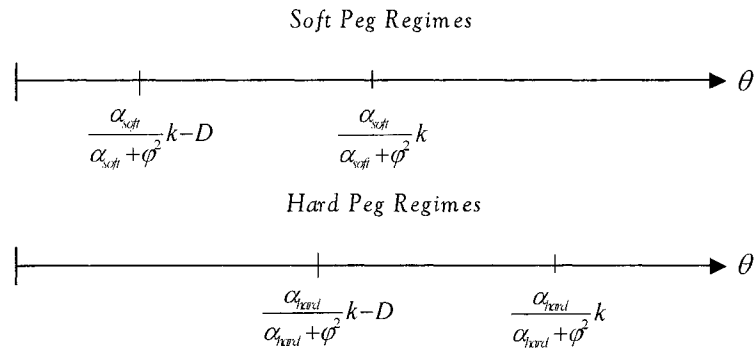 Soft Peg Regimes
θ
α_soft / (α_soft + φ²) k − D
α_soft / (α_soft + φ²) k
Hard Peg Regimes
θ
α_hard / (α_hard + φ²) k − D
α_hard / (α_hard + φ²) k